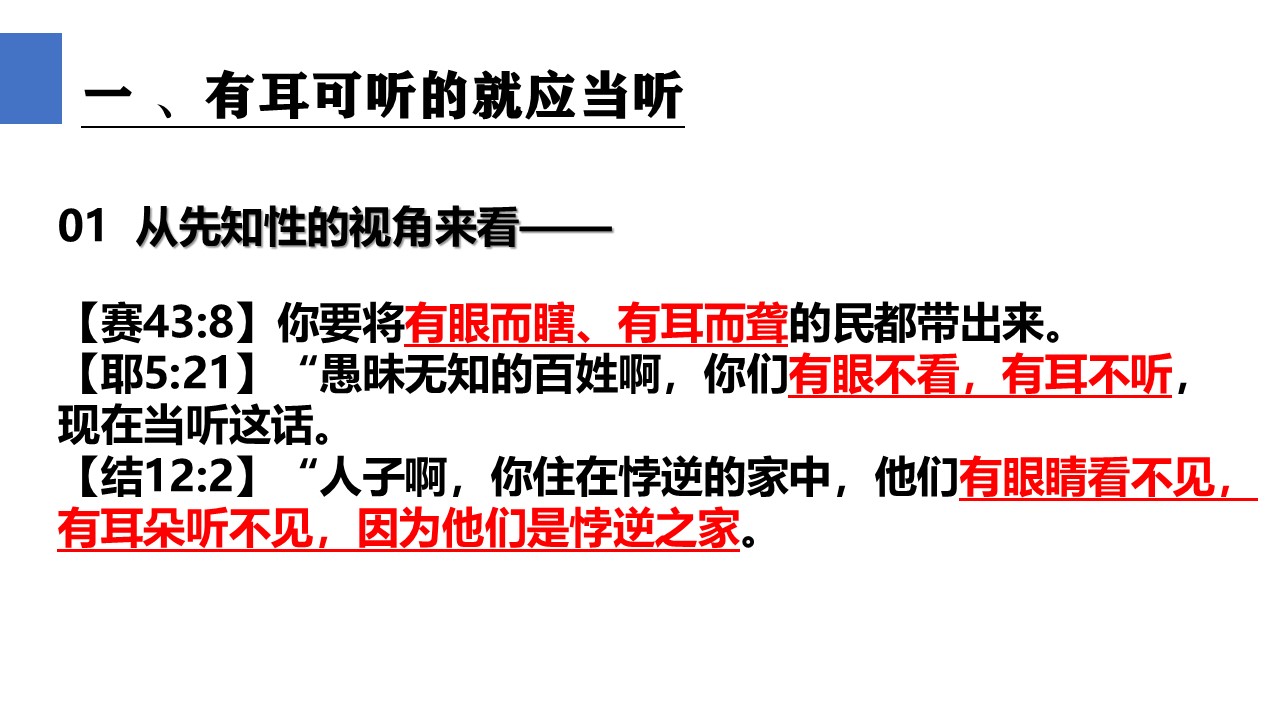 一 、有耳可听的就应当听
01 从先知性的视角来看——
【赛43:8】你要将有眼而瞎、有耳而聋的民都带出来。
【耶5:21】“愚昧无知的百姓啊，你们有眼不看，有耳不听，
现在当听这话。
【结12:2】“人子啊，你住在悖逆的家中，他们有眼睛看不见，
有耳朵听不见，因为他们是悖逆之家。